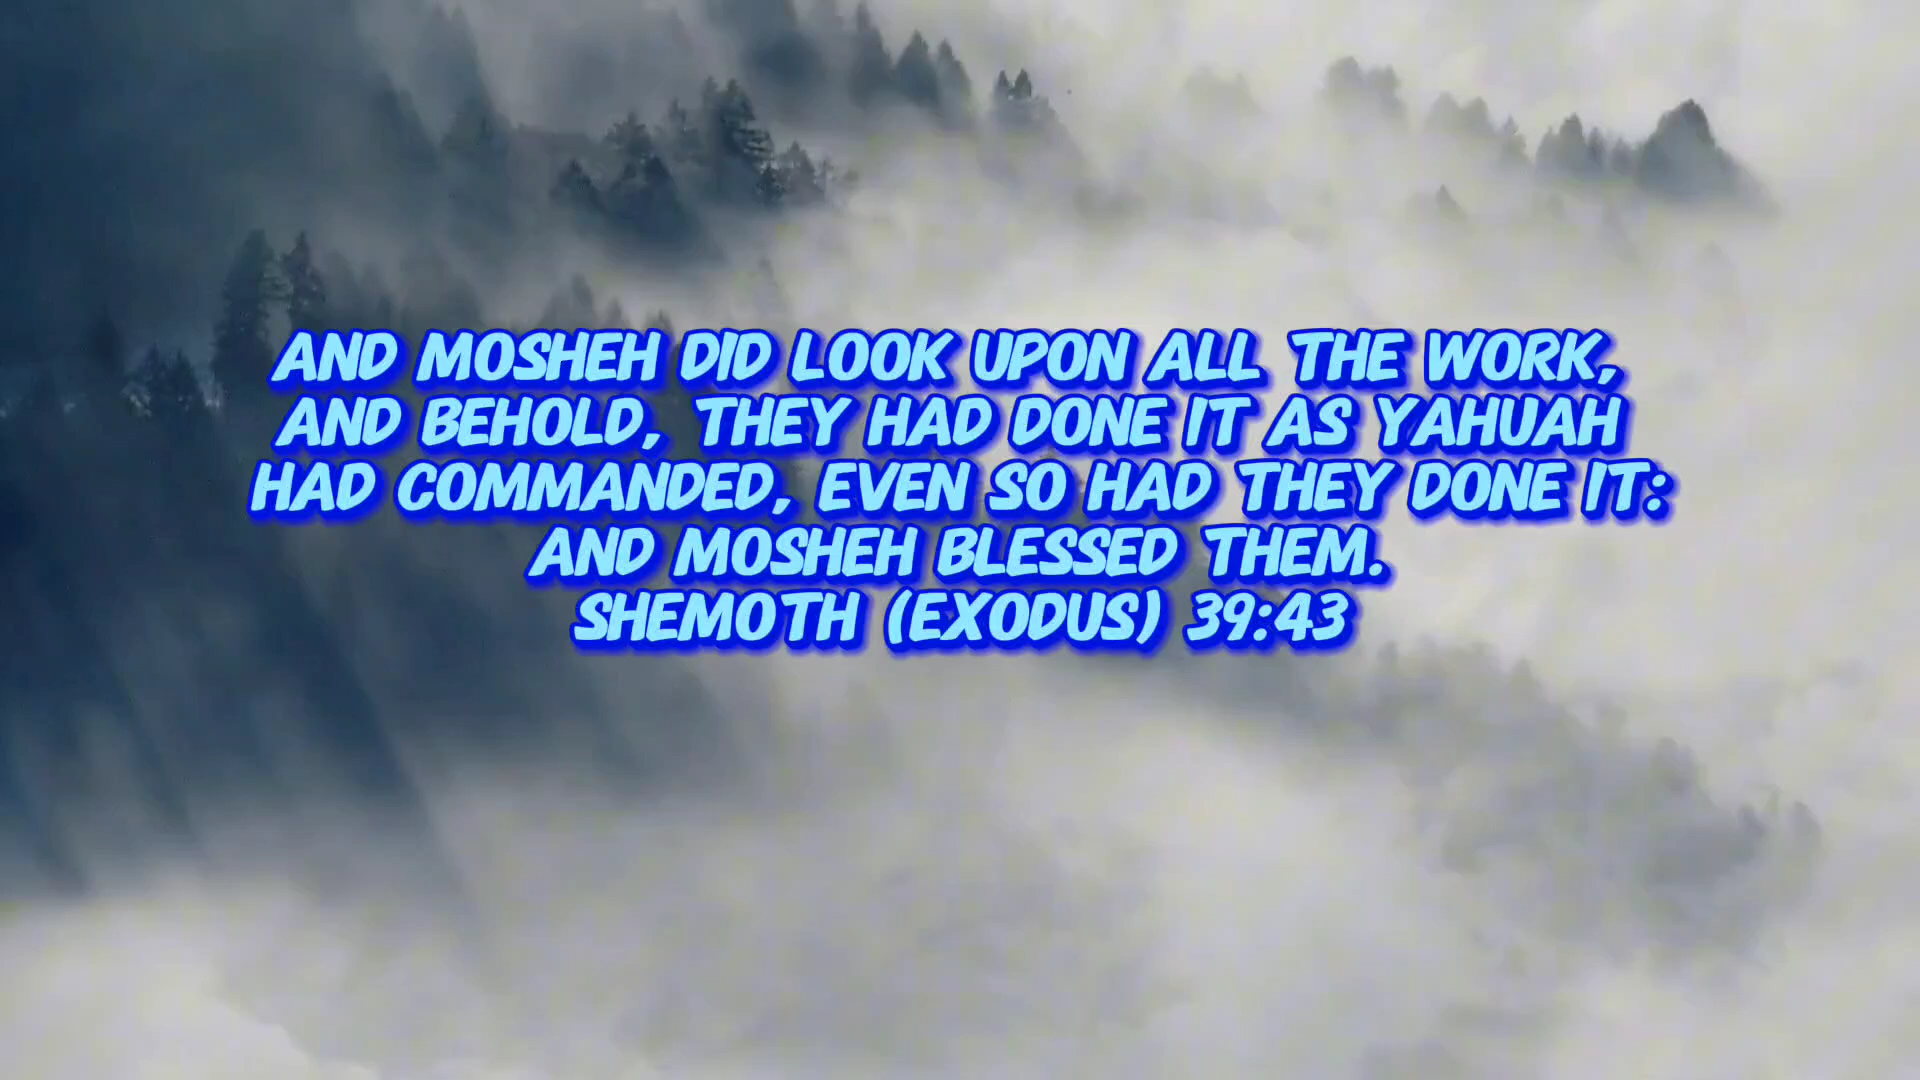 AND MOSHEH DID LOOK UPON ALL THE WORK,
AND BEHOLD, THEY HAD DONE IT AS YAHUAH
HAD COMMANDED, EVEN SO HAD THEY DONE IT:
AND MOSHEH BLESSED THEM.
SHEMOTH (EXODUS) 39:43